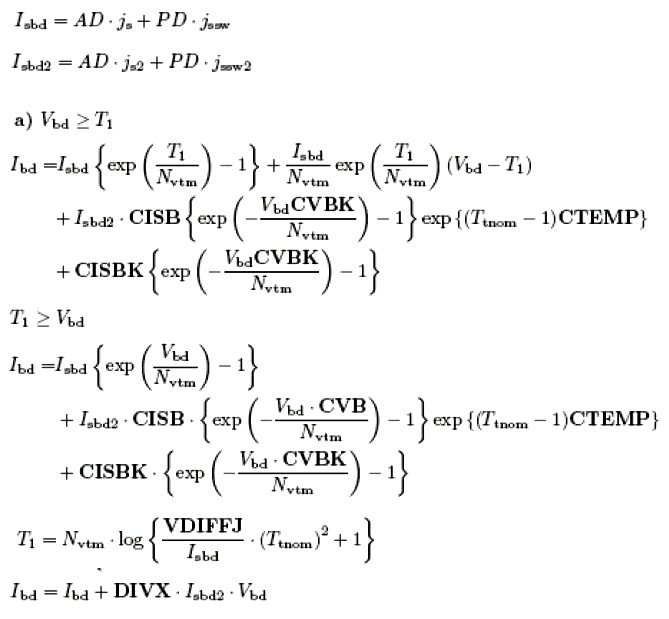 I_sbd = AD · j_s + PD · j_ssw
I_sbd2 = AD · j_s2 + PD · j_ssw2
a) V_bd ≥ T_1
I_bd = I_sbd { exp ( T_1 / N_vtm ) − 1 } + I_sbd / N_vtm exp ( T_1 / N_vtm ) (V_bd − T_1)
+ I_sbd2 · CISB { exp ( − V_bd CVBK / N_vtm ) − 1 } exp {(T_tnom − 1)CTEMP}
+ CISBK { exp ( − V_bd CVBK / N_vtm ) − 1 }
T_1 ≥ V_bd
I_bd = I_sbd { exp ( V_bd / N_vtm ) − 1 }
+ I_sbd2 · CISB · { exp ( − V_bd · CVB / N_vtm ) − 1 } exp {(T_tnom − 1)CTEMP}
+ CISBK · { exp ( − V_bd · CVBK / N_vtm ) − 1 }
T_1 = N_vtm · log { VDIFFJ / I_sbd · (T_tnom)^2 + 1 }
I_bd = I_bd + DIVX · I_sbd2 · V_bd